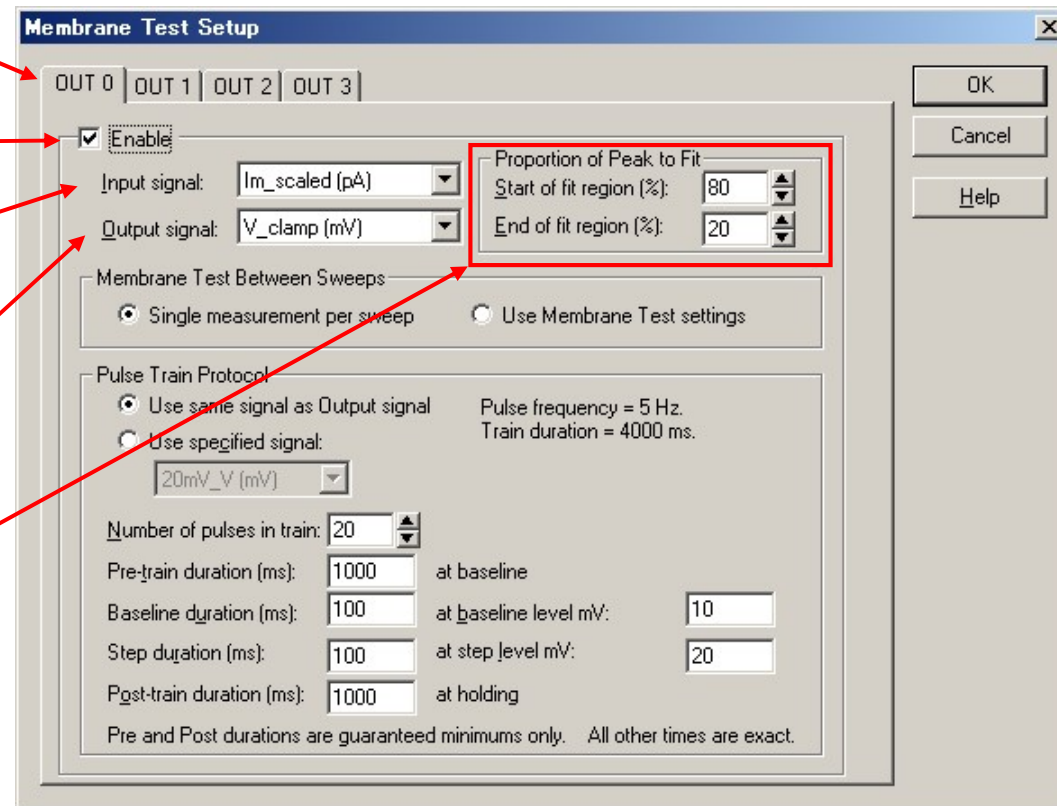 Membrane Test Setup
OUT 0 OUT 1 OUT 2 OUT 3
OK
Cancel
Help
Enable
Input signal: Im_scaled (pA)
Output signal: V_clamp (mV)
Proportion of Peak to Fit
Start of fit region (%): 80
End of fit region (%): 20
Membrane Test Between Sweeps
Single measurement per sweep Use Membrane Test settings
Pulse Train Protocol
Use same signal as Output signal
Use specified signal:
20mV_V (mV)
Pulse frequency = 5 Hz.
Train duration = 4000 ms.
Number of pulses in train: 20
Pre-train duration (ms): 1000 at baseline
Baseline duration (ms): 100 at baseline level mV: 10
Step duration (ms): 100 at step level mV: 20
Post-train duration (ms): 1000 at holding
Pre and Post durations are guaranteed minimums only. All other times are exact.